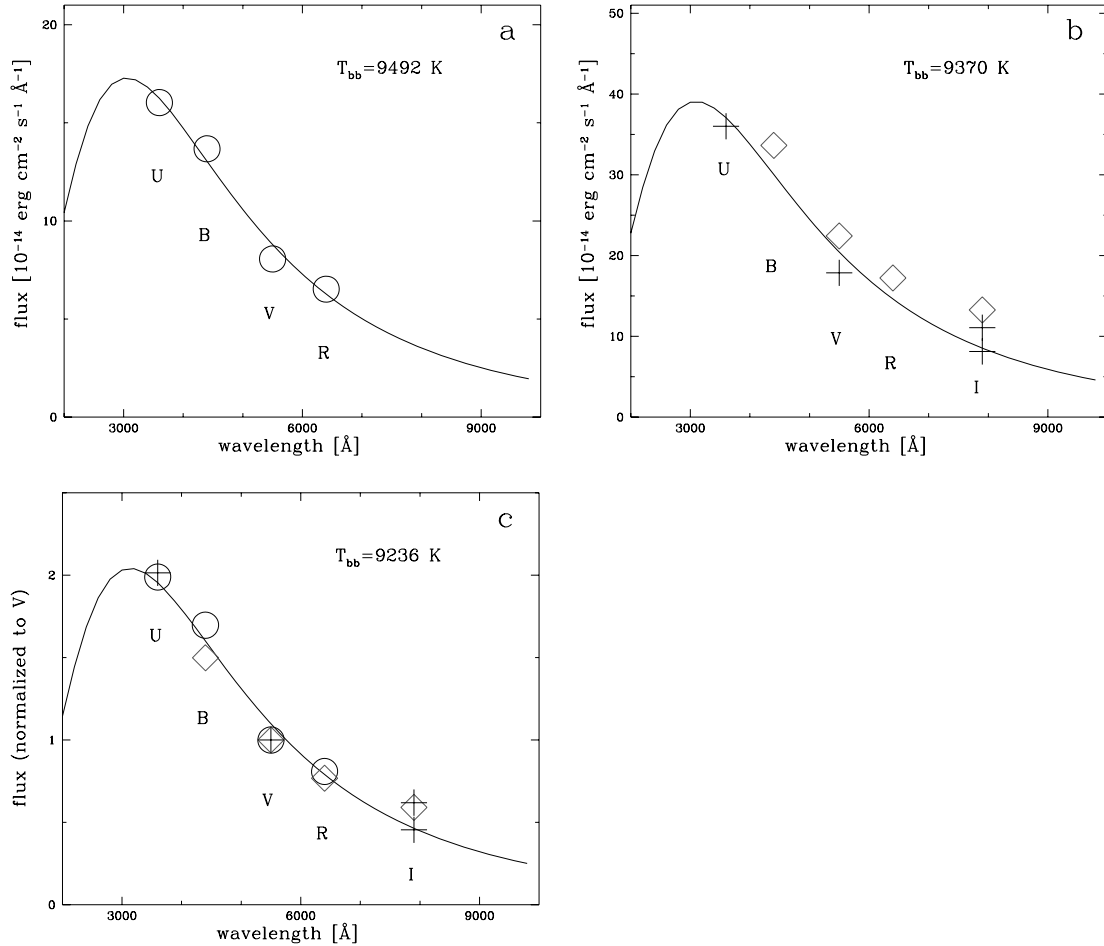 a
T_bb=9492 K
20
10
0
flux [10⁻¹⁴ erg cm⁻² s⁻¹ Å⁻¹]
U
B
V
R
3000 6000 9000
wavelength [Å]
b
T_bb=9370 K
50
40
30
20
10
0
flux [10⁻¹⁴ erg cm⁻² s⁻¹ Å⁻¹]
U
B
V
R
I
3000 6000 9000
wavelength [Å]
c
T_bb=9236 K
2
1
0
flux (normalized to V)
U
B
V
R
I
3000 6000 9000
wavelength [Å]